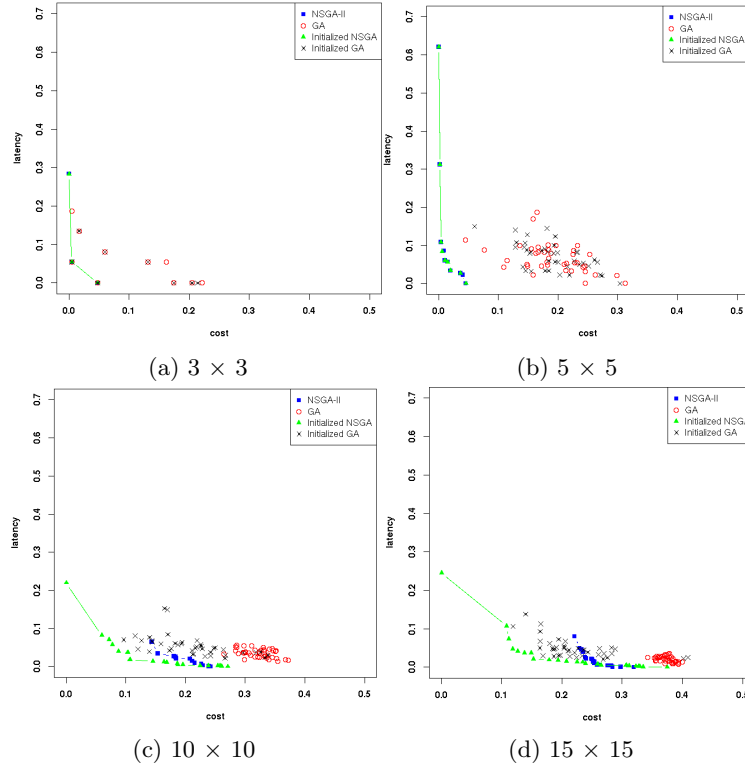 NSGA-II
GA
Initialized NSGA
Initialized GA
0.7
0.6
0.5
0.4
0.3
0.2
0.1
0.0
latency
0.0 0.1 0.2 0.3 0.4 0.5
cost
(a) 3 × 3
NSGA-II
GA
Initialized NSGA
Initialized GA
0.7
0.6
0.5
0.4
0.3
0.2
0.1
0.0
latency
0.0 0.1 0.2 0.3 0.4 0.5
cost
(b) 5 × 5
NSGA-II
GA
Initialized NSGA
Initialized GA
0.7
0.6
0.5
0.4
0.3
0.2
0.1
0.0
latency
0.0 0.1 0.2 0.3 0.4 0.5
cost
(c) 10 × 10
NSGA-II
GA
Initialized NSGA
Initialized GA
0.7
0.6
0.5
0.4
0.3
0.2
0.1
0.0
latency
0.0 0.1 0.2 0.3 0.4 0.5
cost
(d) 15 × 15